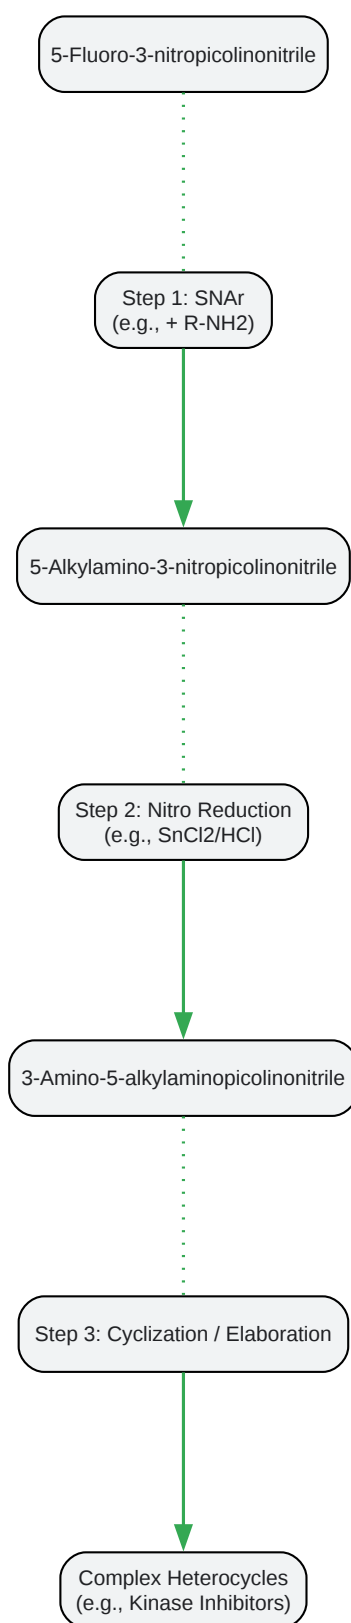 5-Fluoro-3-nitropicolinonitrile
Step 1: SNAr
(e.g., + R-NH2)
5-Alkylamino-3-nitropicolinonitrile
Step 2: Nitro Reduction
(e.g., SnCl2/HCl)
3-Amino-5-alkylaminopicolinonitrile
Step 3: Cyclization / Elaboration
Complex Heterocycles
(e.g., Kinase Inhibitors)